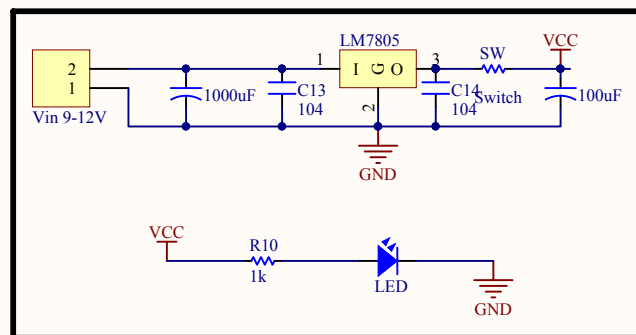 LM7805
SW
VCC
2
1
Vin 9-12V
1000uF
C13
104
1
I
G
O
3
2
C14
104
Switch
100uF
GND
VCC
R10
1k
LED
GND